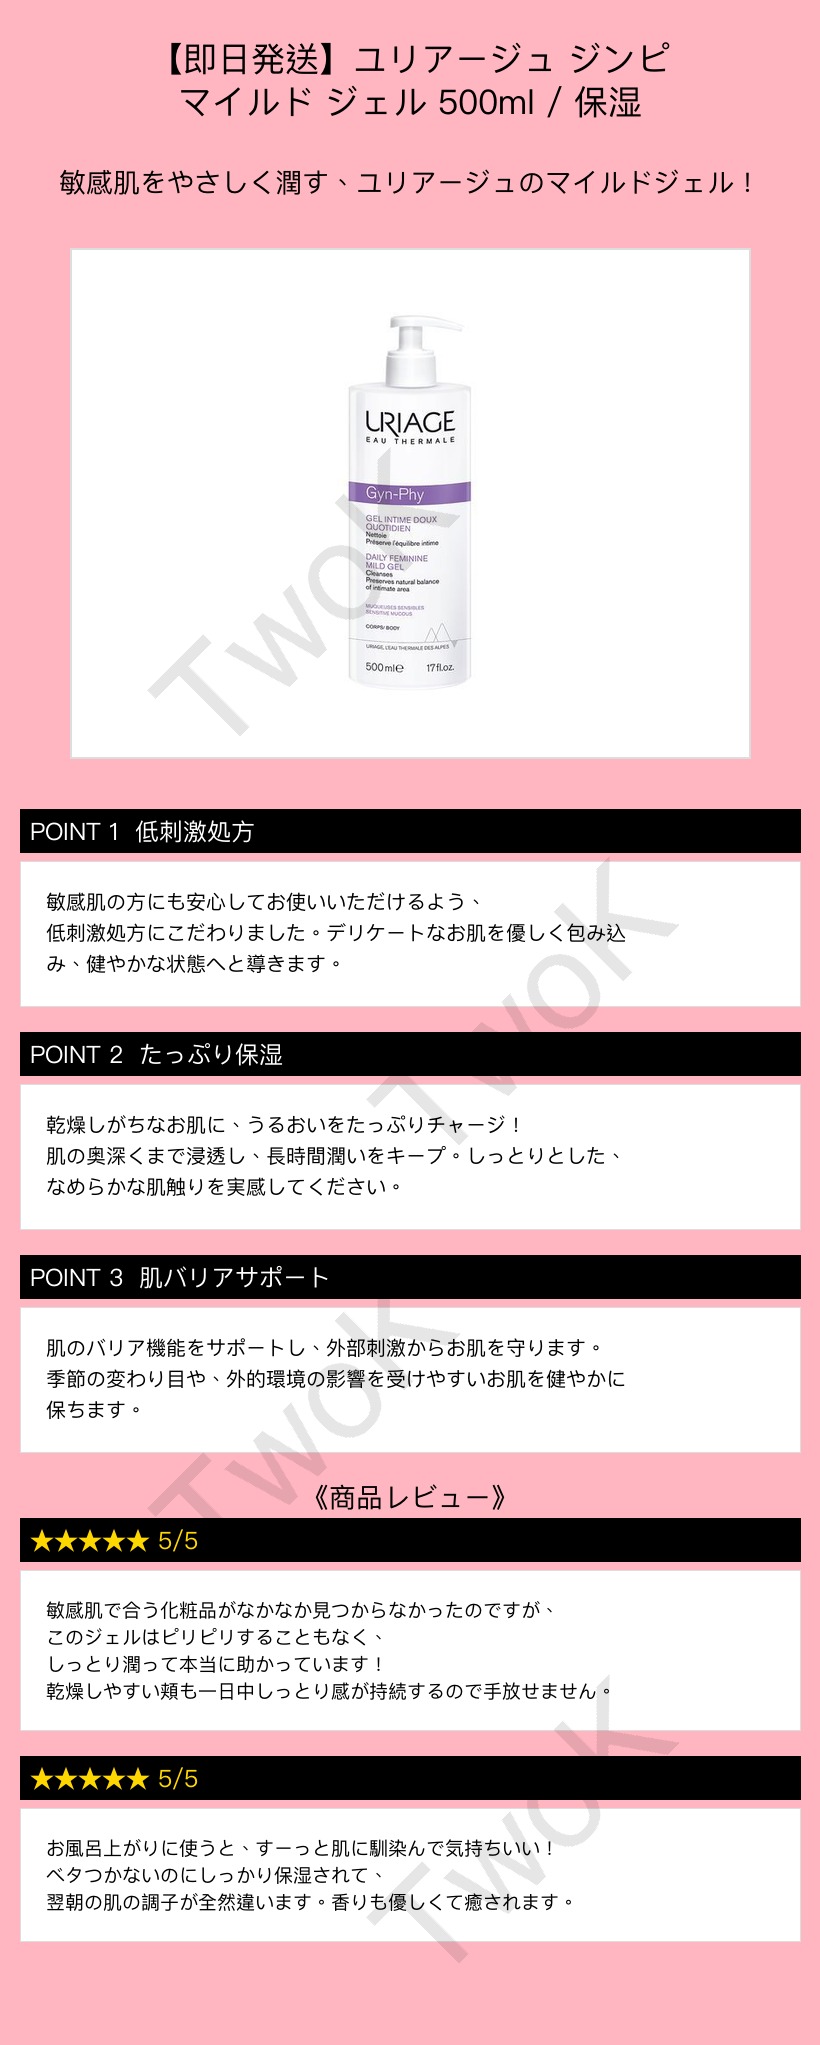 【即日発送】ユリアージュ ジンピ
マイルド ジェル 500ml / 保湿
敏感肌をやさしく潤す、ユリアージュのマイルドジェル！
URIAGE
EAU THERMALE
Gyn-Phy
GEL INTIME DOUX
QUOTIDIEN
Nettoie
Préserve l'équilibre intime
DAILY FEMININE
MILD GEL
Cleanses
Preserves natural balance
of intimate area
MUQUEUSES SENSIBLES
SENSITIVE MUCOUS
CORPS/ BODY
URIAGE, L'EAU THERMALE DES ALPES
500 ml℮ 17 fl.oz.
TwoK
POINT 1 低刺激処方
敏感肌の方にも安心してお使いいただけるよう、
低刺激処方にこだわりました。デリケートなお肌を優しく包み込
み、健やかな状態へと導きます。
TwoK
POINT 2 たっぷり保湿
乾燥しがちなお肌に、うるおいをたっぷりチャージ！
肌の奥深くまで浸透し、長時間潤いをキープ。しっとりとした、
なめらかな肌触りを実感してください。
POINT 3 肌バリアサポート
肌のバリア機能をサポートし、外部刺激からお肌を守ります。
季節の変わり目や、外的環境の影響を受けやすいお肌を健やかに
保ちます。
TwoK
《商品レビュー》
★★★★★ 5/5
敏感肌で合う化粧品がなかなか見つからなかったのですが、
このジェルはピリピリすることもなく、
しっとり潤って本当に助かっています！
乾燥しやすい頬も一日中しっとり感が持続するので手放せません。
★★★★★ 5/5
お風呂上がりに使うと、すーっと肌に馴染んで気持ちいい！
ベタつかないのにしっかり保湿されて、
翌朝の肌の調子が全然違います。香りも優しくて癒されます。
TwoK